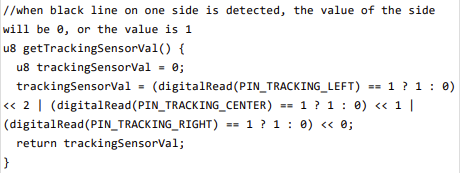 //when black line on one side is detected, the value of the side
will be 0, or the value is 1
u8 getTrackingSensorVal() {
  u8 trackingSensorVal = 0;
  trackingSensorVal = (digitalRead(PIN_TRACKING_LEFT) == 1 ? 1 : 0)
<< 2 | (digitalRead(PIN_TRACKING_CENTER) == 1 ? 1 : 0) << 1 |
(digitalRead(PIN_TRACKING_RIGHT) == 1 ? 1 : 0) << 0;
  return trackingSensorVal;
}